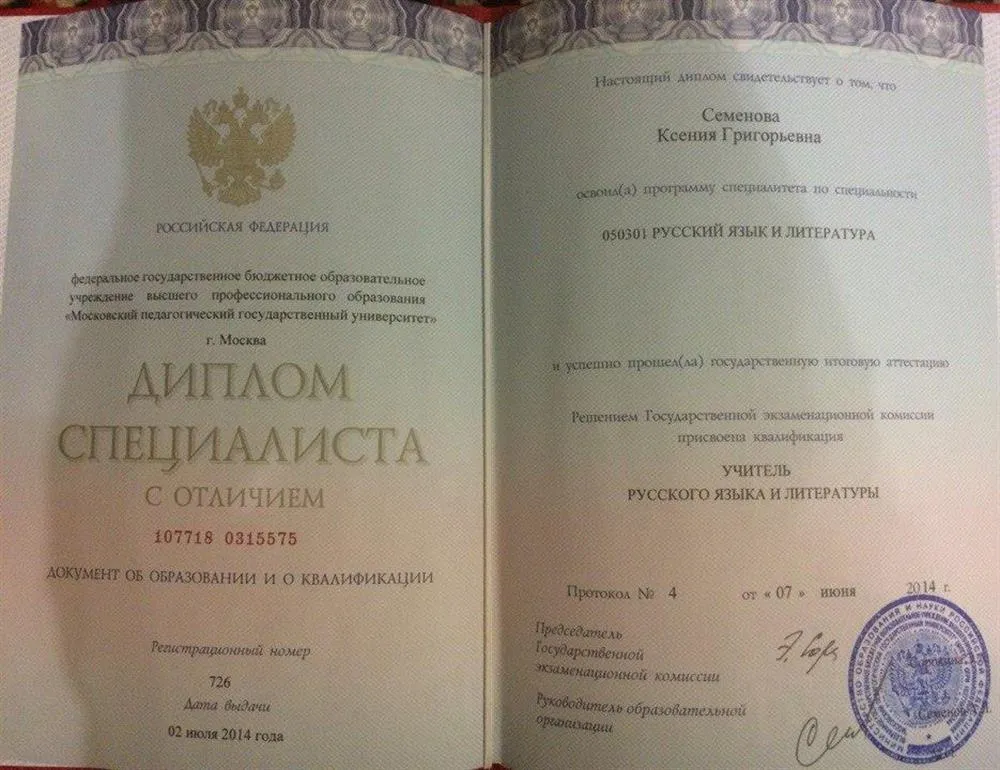 РОССИЙСКАЯ ФЕДЕРАЦИЯ
федеральное государственное бюджетное образовательное
учреждение высшего профессионального образования
«Московский педагогический государственный университет»
г. Москва
ДИПЛОМ
СПЕЦИАЛИСТА
С ОТЛИЧИЕМ
107718 0315575
ДОКУМЕНТ ОБ ОБРАЗОВАНИИ И О КВАЛИФИКАЦИИ
Регистрационный номер
726
Дата выдачи
02 июля 2014 года
Настоящий диплом свидетельствует о том, что
Семенова
Ксения Григорьевна
освоил(а) программу специалитета по специальности
050301 РУССКИЙ ЯЗЫК И ЛИТЕРАТУРА
и успешно прошел(ла) государственную итоговую аттестацию
Решением Государственной экзаменационной комиссии
присвоена квалификация
УЧИТЕЛЬ
РУССКОГО ЯЗЫКА И ЛИТЕРАТУРЫ
Протокол № 4 от « 07 » июня 2014 г.
Председатель
Государственной
экзаменационной комиссии
Руководитель образовательной
организации
МИНИСТЕРСТВО ОБРАЗОВАНИЯ И НАУКИ